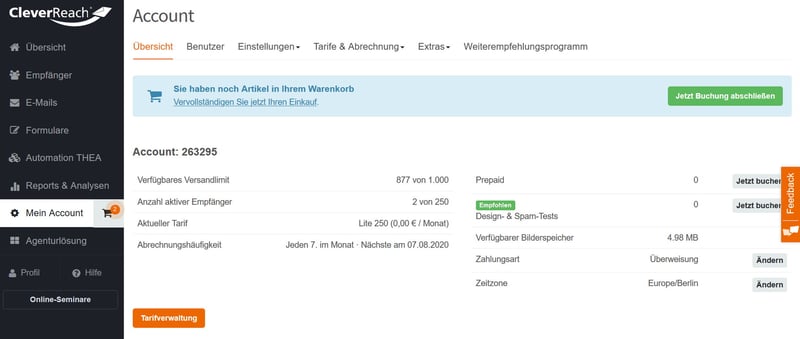 CleverReach
Account
Übersicht Benutzer Einstellungen Tarife & Abrechnung Extras Weiterempfehlungsprogramm
Übersicht
Empfänger
E-Mails
Formulare
Automation THEA
Reports & Analysen
Mein Account 2
Agenturlösung
Profil Hilfe
Online-Seminare
Sie haben noch Artikel in Ihrem Warenkorb
Vervollständigen Sie jetzt Ihren Einkauf.
Jetzt Buchung abschließen
Account: 263295
Verfügbares Versandlimit 877 von 1.000
Anzahl aktiver Empfänger 2 von 250
Aktueller Tarif Lite 250 (0,00 € / Monat)
Abrechnungshäufigkeit Jeden 7. im Monat · Nächste am 07.08.2020
Prepaid 0 Jetzt buchen
Empfohlen 0 Jetzt buchen
Design- & Spam-Tests
Verfügbarer Bilderspeicher 4.98 MB
Zahlungsart Überweisung Ändern
Zeitzone Europe/Berlin Ändern
Tarifverwaltung
Feedback